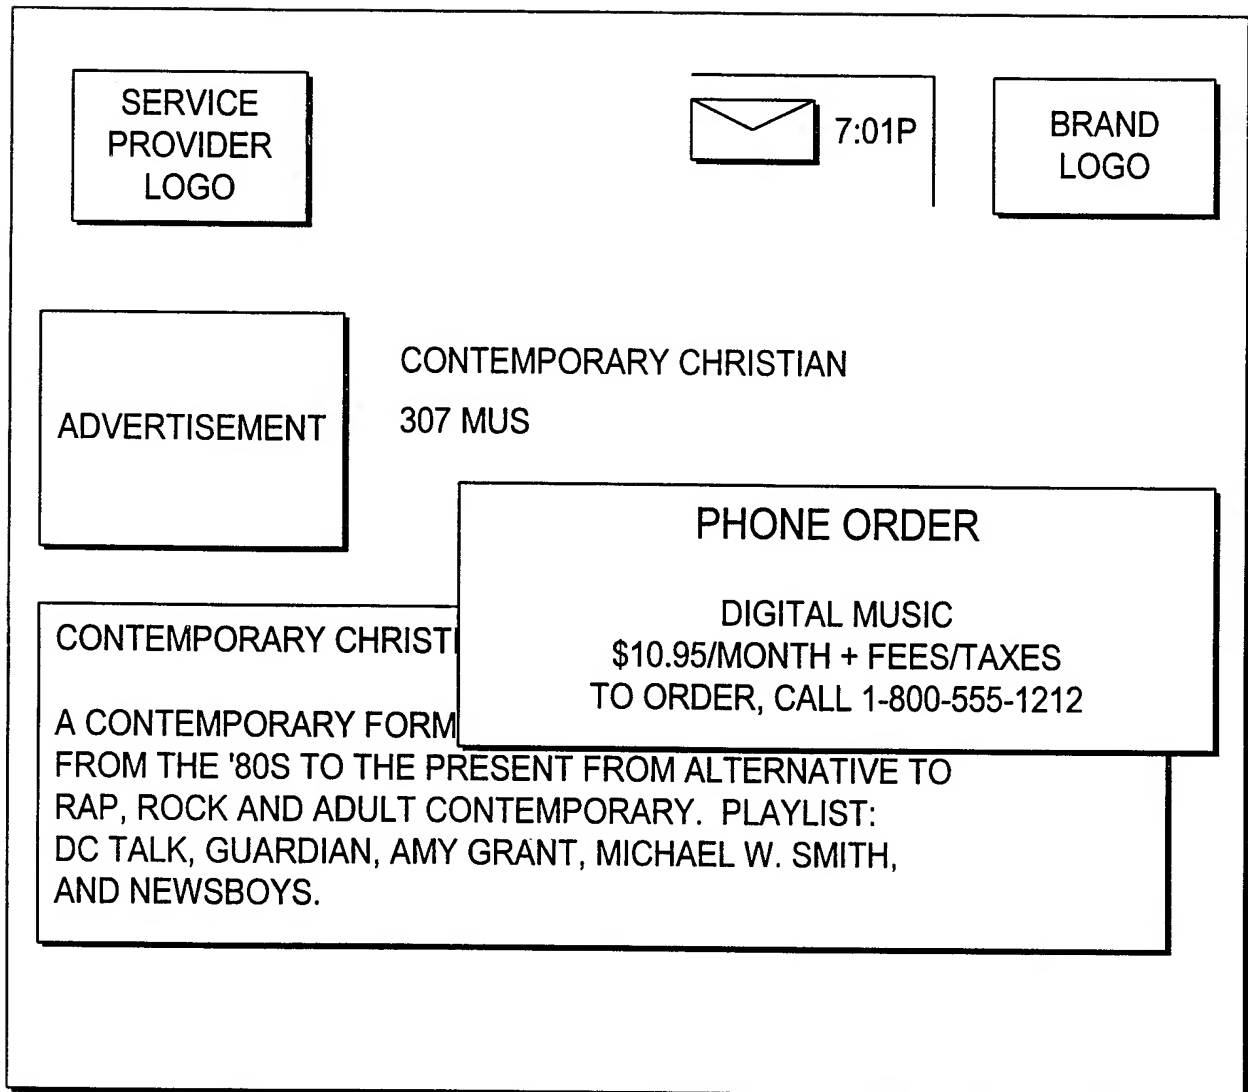 SERVICE
PROVIDER
LOGO
7:01P
BRAND
LOGO
ADVERTISEMENT
CONTEMPORARY CHRISTIAN
307 MUS
PHONE ORDER
DIGITAL MUSIC
$10.95/MONTH + FEES/TAXES
TO ORDER, CALL 1-800-555-1212
CONTEMPORARY CHRISTI
A CONTEMPORARY FORM
FROM THE '80S TO THE PRESENT FROM ALTERNATIVE TO
RAP, ROCK AND ADULT CONTEMPORARY. PLAYLIST:
DC TALK, GUARDIAN, AMY GRANT, MICHAEL W. SMITH,
AND NEWSBOYS.